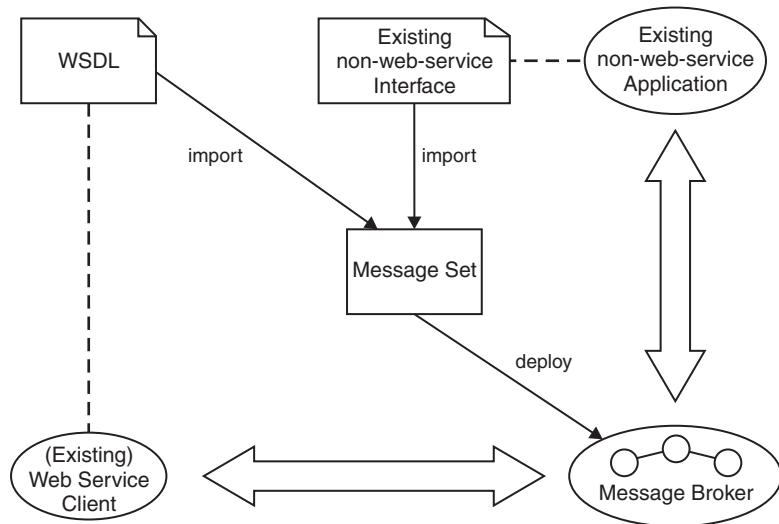 WSDL
Existing
non-web-service
Interface
Existing
non-web-service
Application
import
import
Message Set
deploy
(Existing)
Web Service
Client
Message Broker